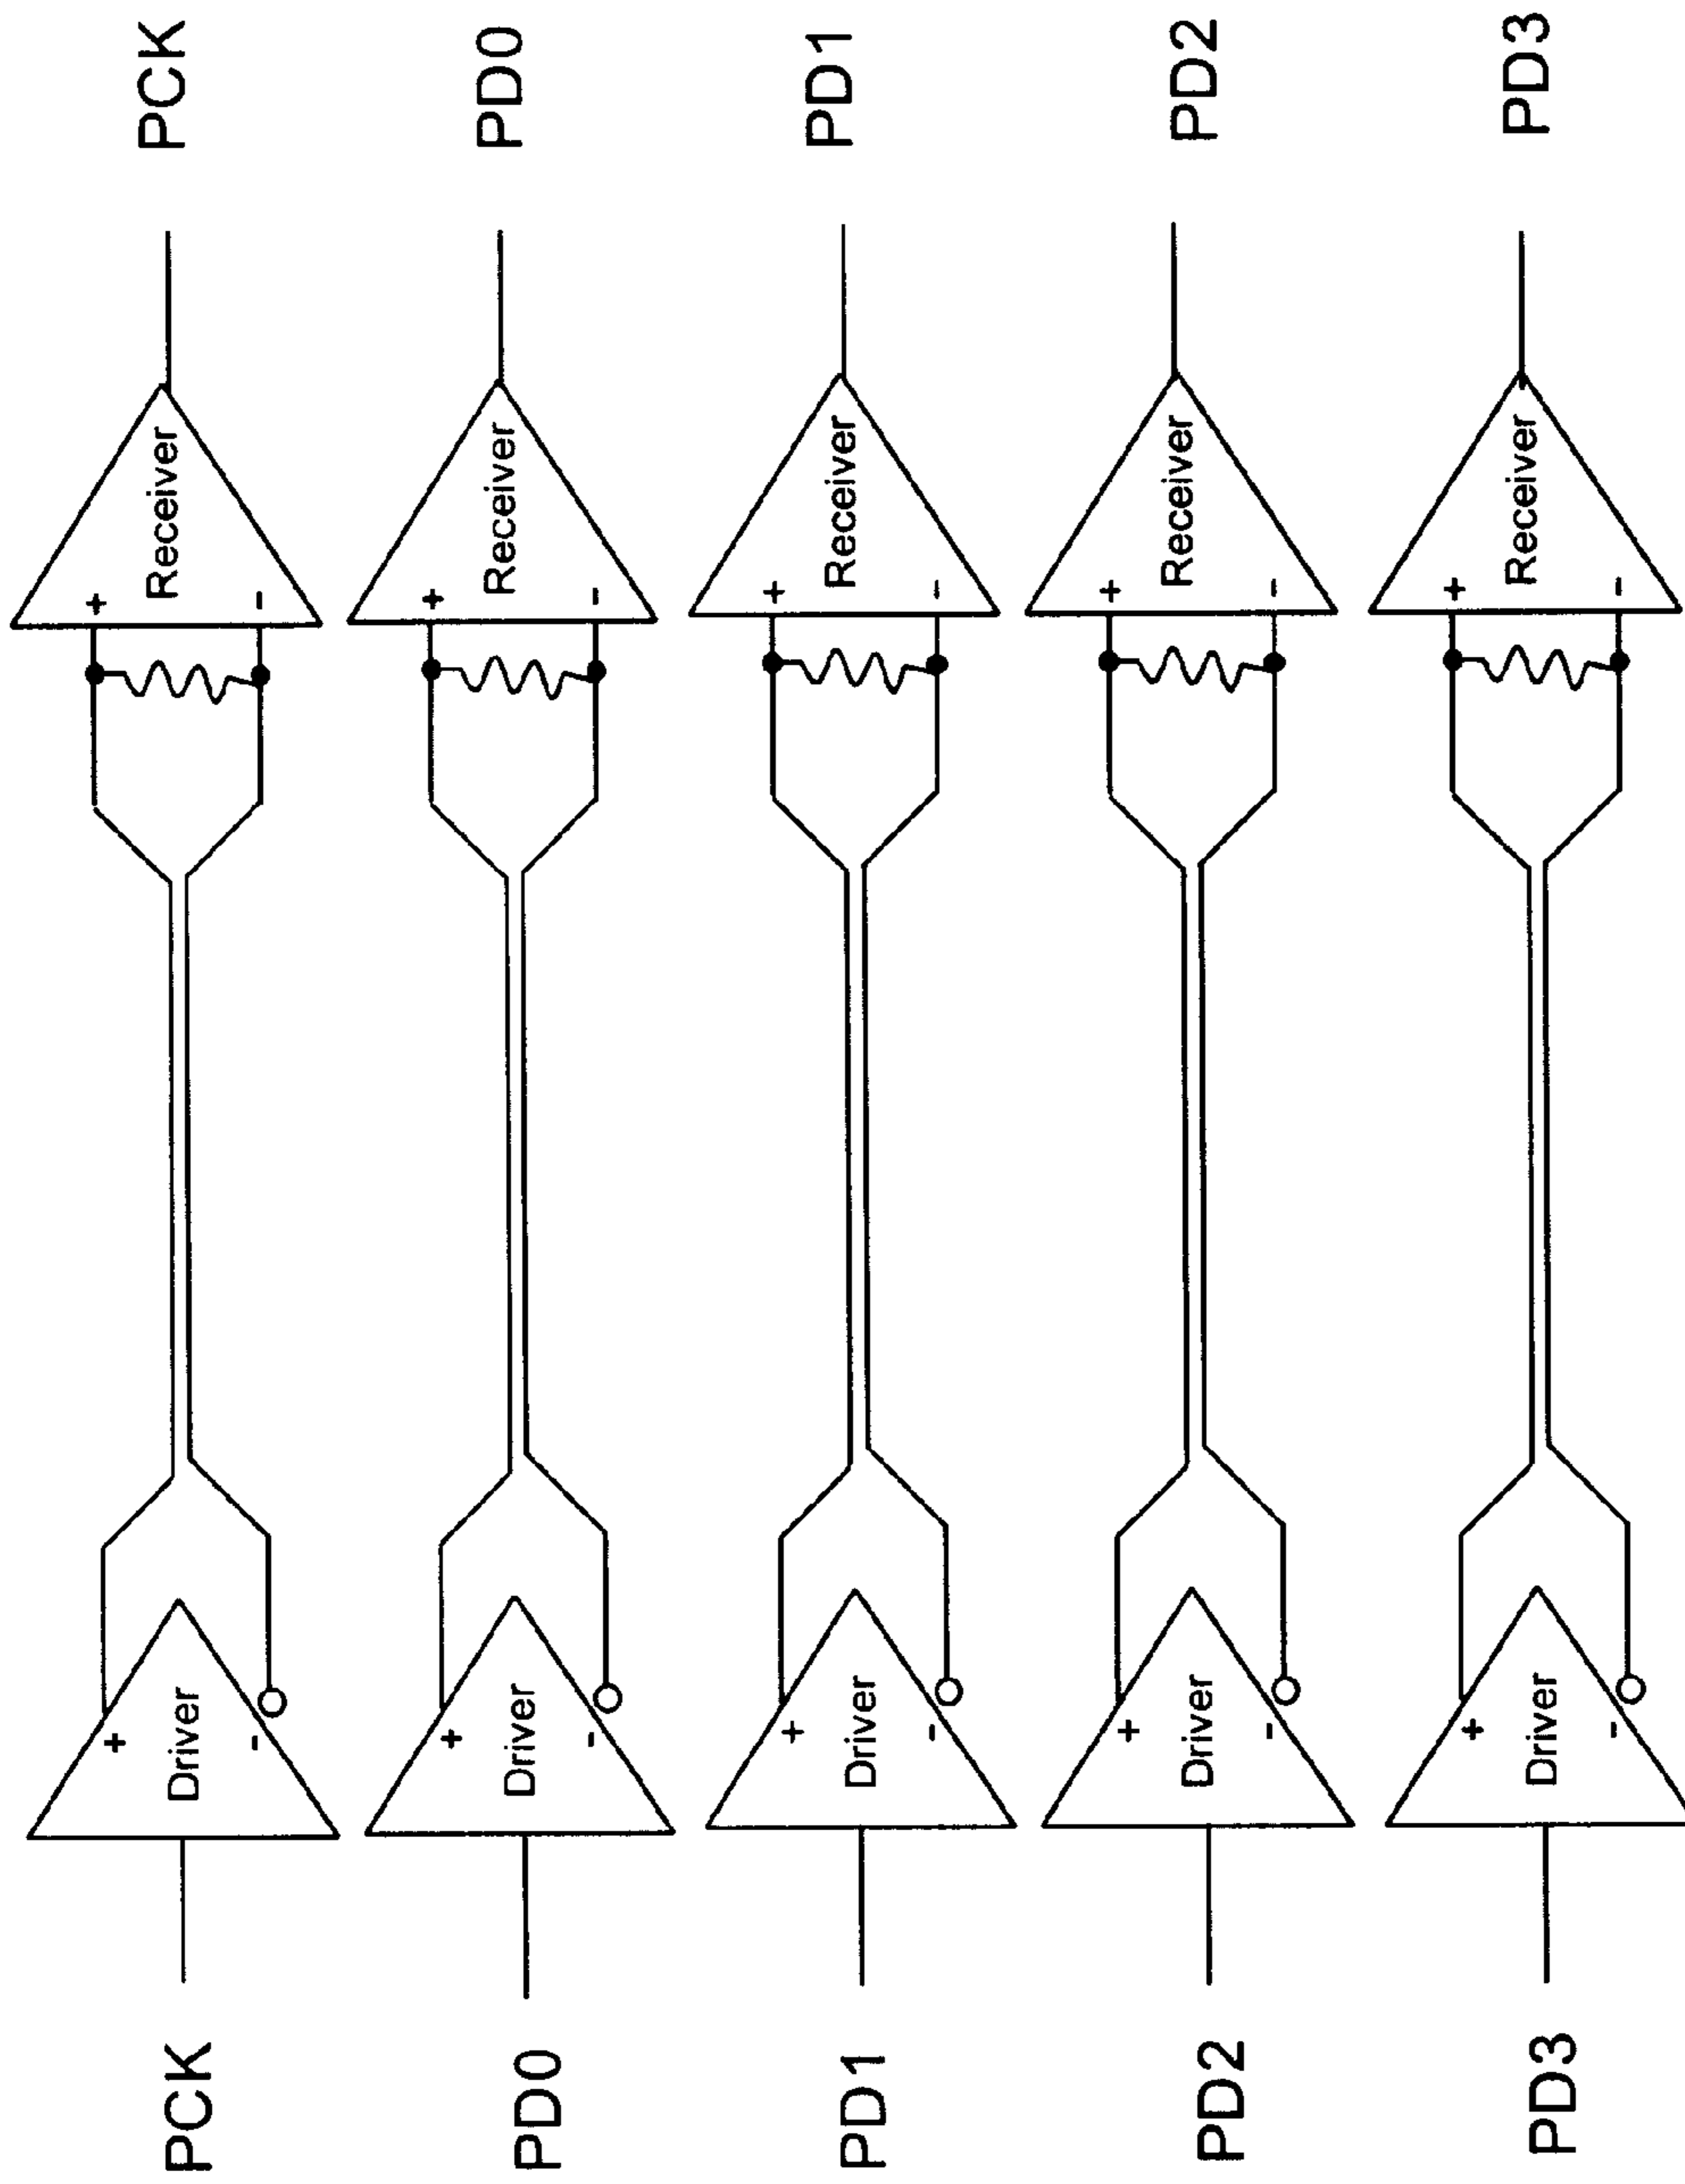 PCK
+
-
Driver
+
-
Receiver
PCK
PD0
+
-
Driver
+
-
Receiver
PD0
PD1
+
-
Driver
+
-
Receiver
PD1
PD2
+
-
Driver
+
-
Receiver
PD2
PD3
+
-
Driver
+
-
Receiver
PD3